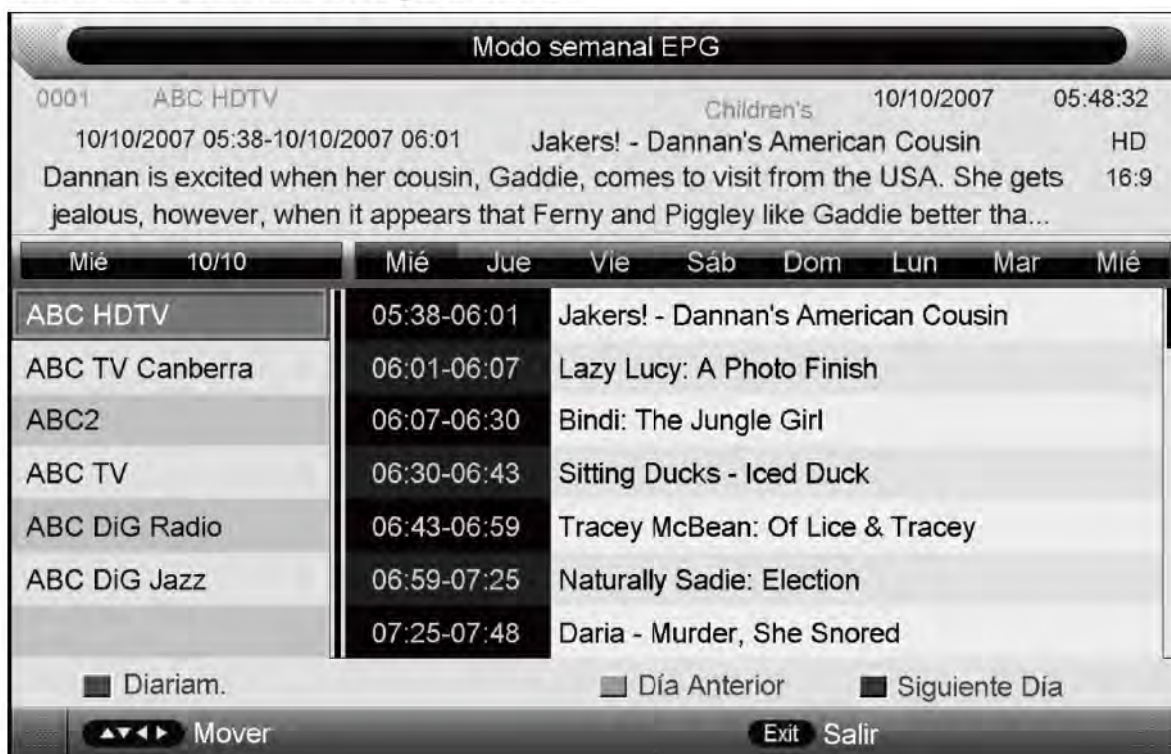 Modo semanal EPG
0001 ABC HDTV Children's 10/10/2007 05:48:32
10/10/2007 05:38-10/10/2007 06:01 Jakers! - Dannan's American Cousin HD
Dannan is excited when her cousin, Gaddie, comes to visit from the USA. She gets 16:9
jealous, however, when it appears that Ferny and Piggley like Gaddie better tha...
Mié 10/10 Mié Jue Vie Sáb Dom Lun Mar Mié
ABC HDTV 05:38-06:01 Jakers! - Dannan's American Cousin
ABC TV Canberra 06:01-06:07 Lazy Lucy: A Photo Finish
ABC2 06:07-06:30 Bindi: The Jungle Girl
ABC TV 06:30-06:43 Sitting Ducks - Iced Duck
ABC DiG Radio 06:43-06:59 Tracey McBean: Of Lice & Tracey
ABC DiG Jazz 06:59-07:25 Naturally Sadie: Election
07:25-07:48 Daria - Murder, She Snored
Diariam. Día Anterior Siguiente Día
Mover Exit Salir